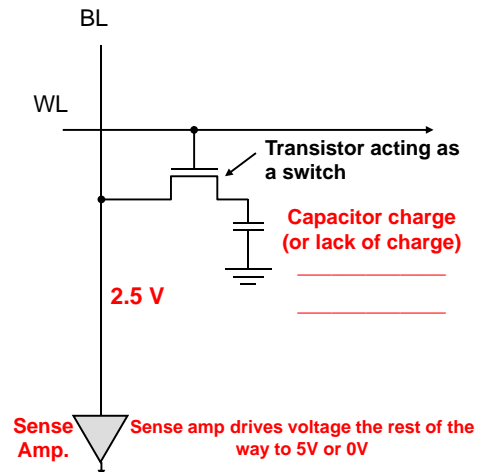 BL
WL
Transistor acting as
a switch
Capacitor charge
(or lack of charge)
2.5 V
Sense
Amp.
Sense amp drives voltage the rest of the
way to 5V or 0V